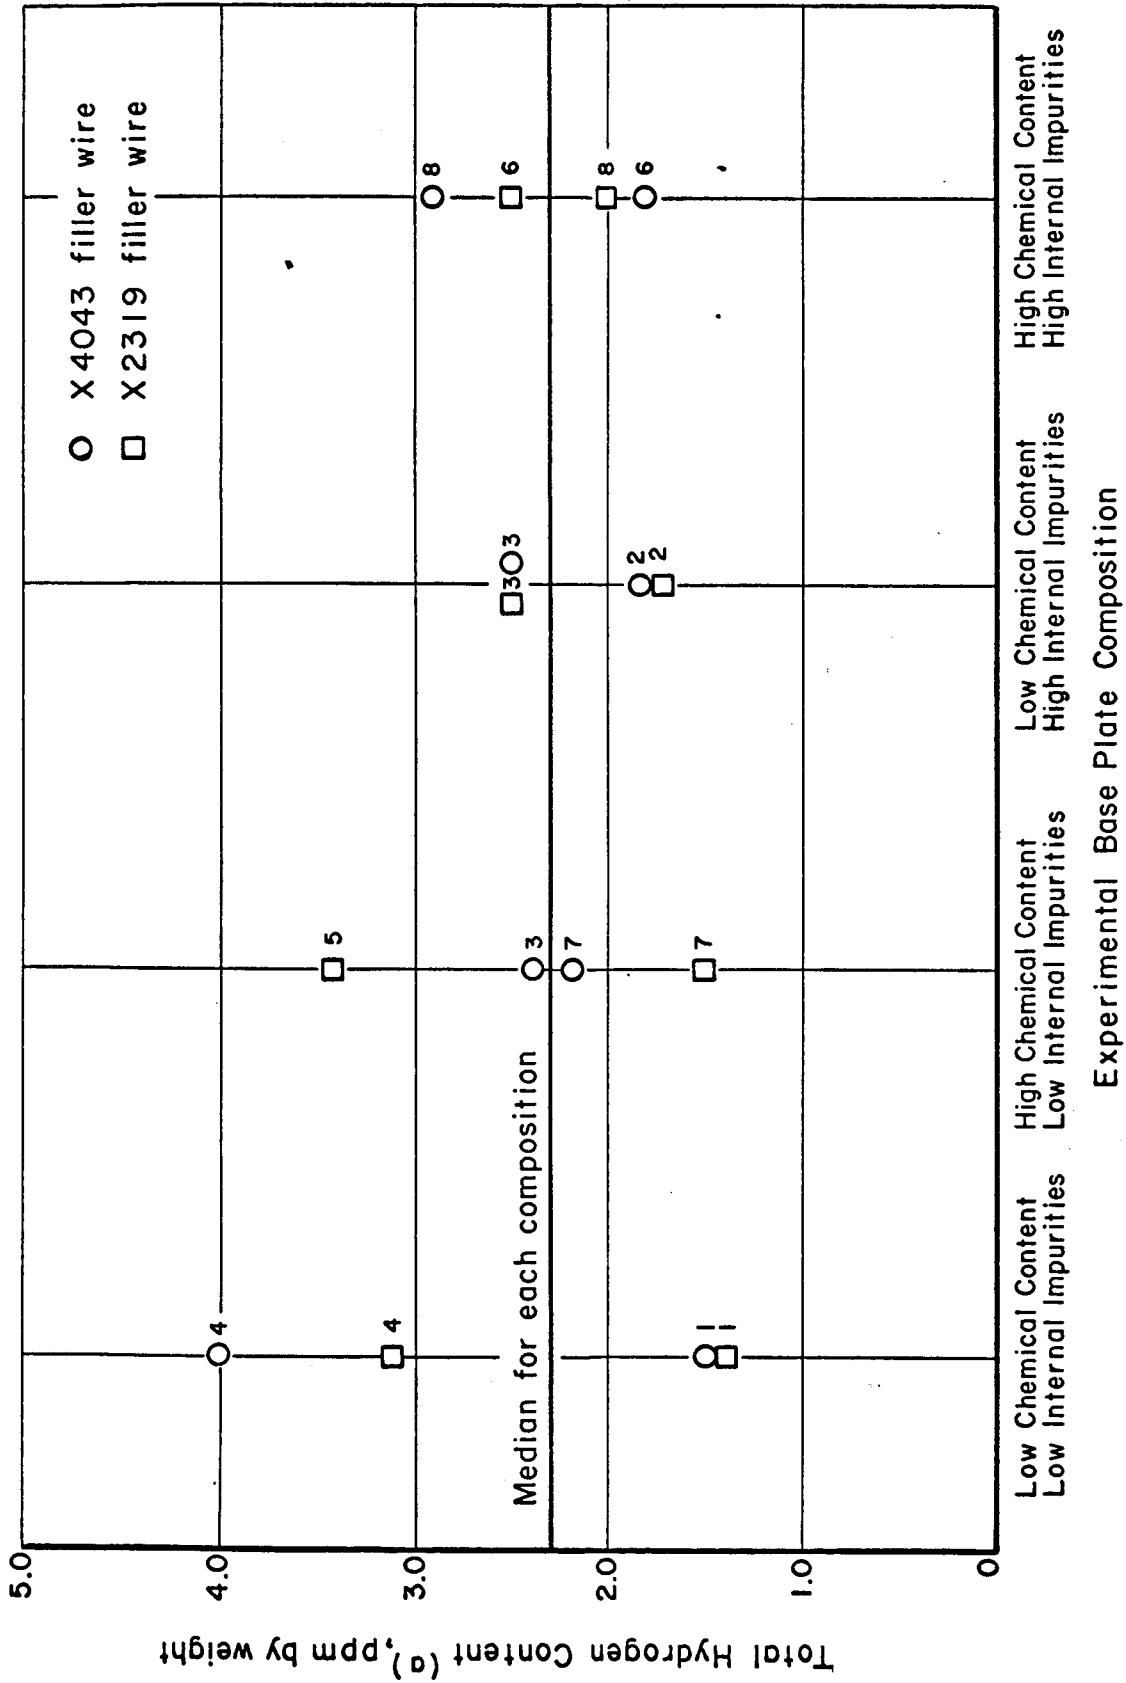 Total Hydrogen Content (a), ppm by weight
5.0
4.0
3.0
2.0
1.0
0
O X4043 filler wire
□ X2319 filler wire
Median for each composition
4
4
1
1
5
3
7
7
3
3
2
2
8
6
8
6
Low Chemical Content
Low Internal Impurities
High Chemical Content
Low Internal Impurities
Low Chemical Content
High Internal Impurities
High Chemical Content
High Internal Impurities
Experimental Base Plate Composition